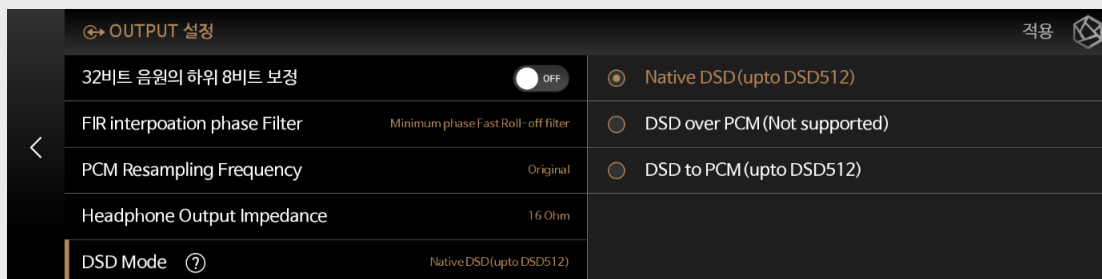 OUTPUT 설정
적용
32비트 음원의 하위 8비트 보정 OFF
FIR interpoation phase Filter Minimum phase Fast Roll-off filter
PCM Resampling Frequency Original
Headphone Output Impedance 16 Ohm
DSD Mode ? Native DSD(upto DSD512)
Native DSD(upto DSD512)
DSD over PCM(Not supported)
DSD to PCM(upto DSD512)